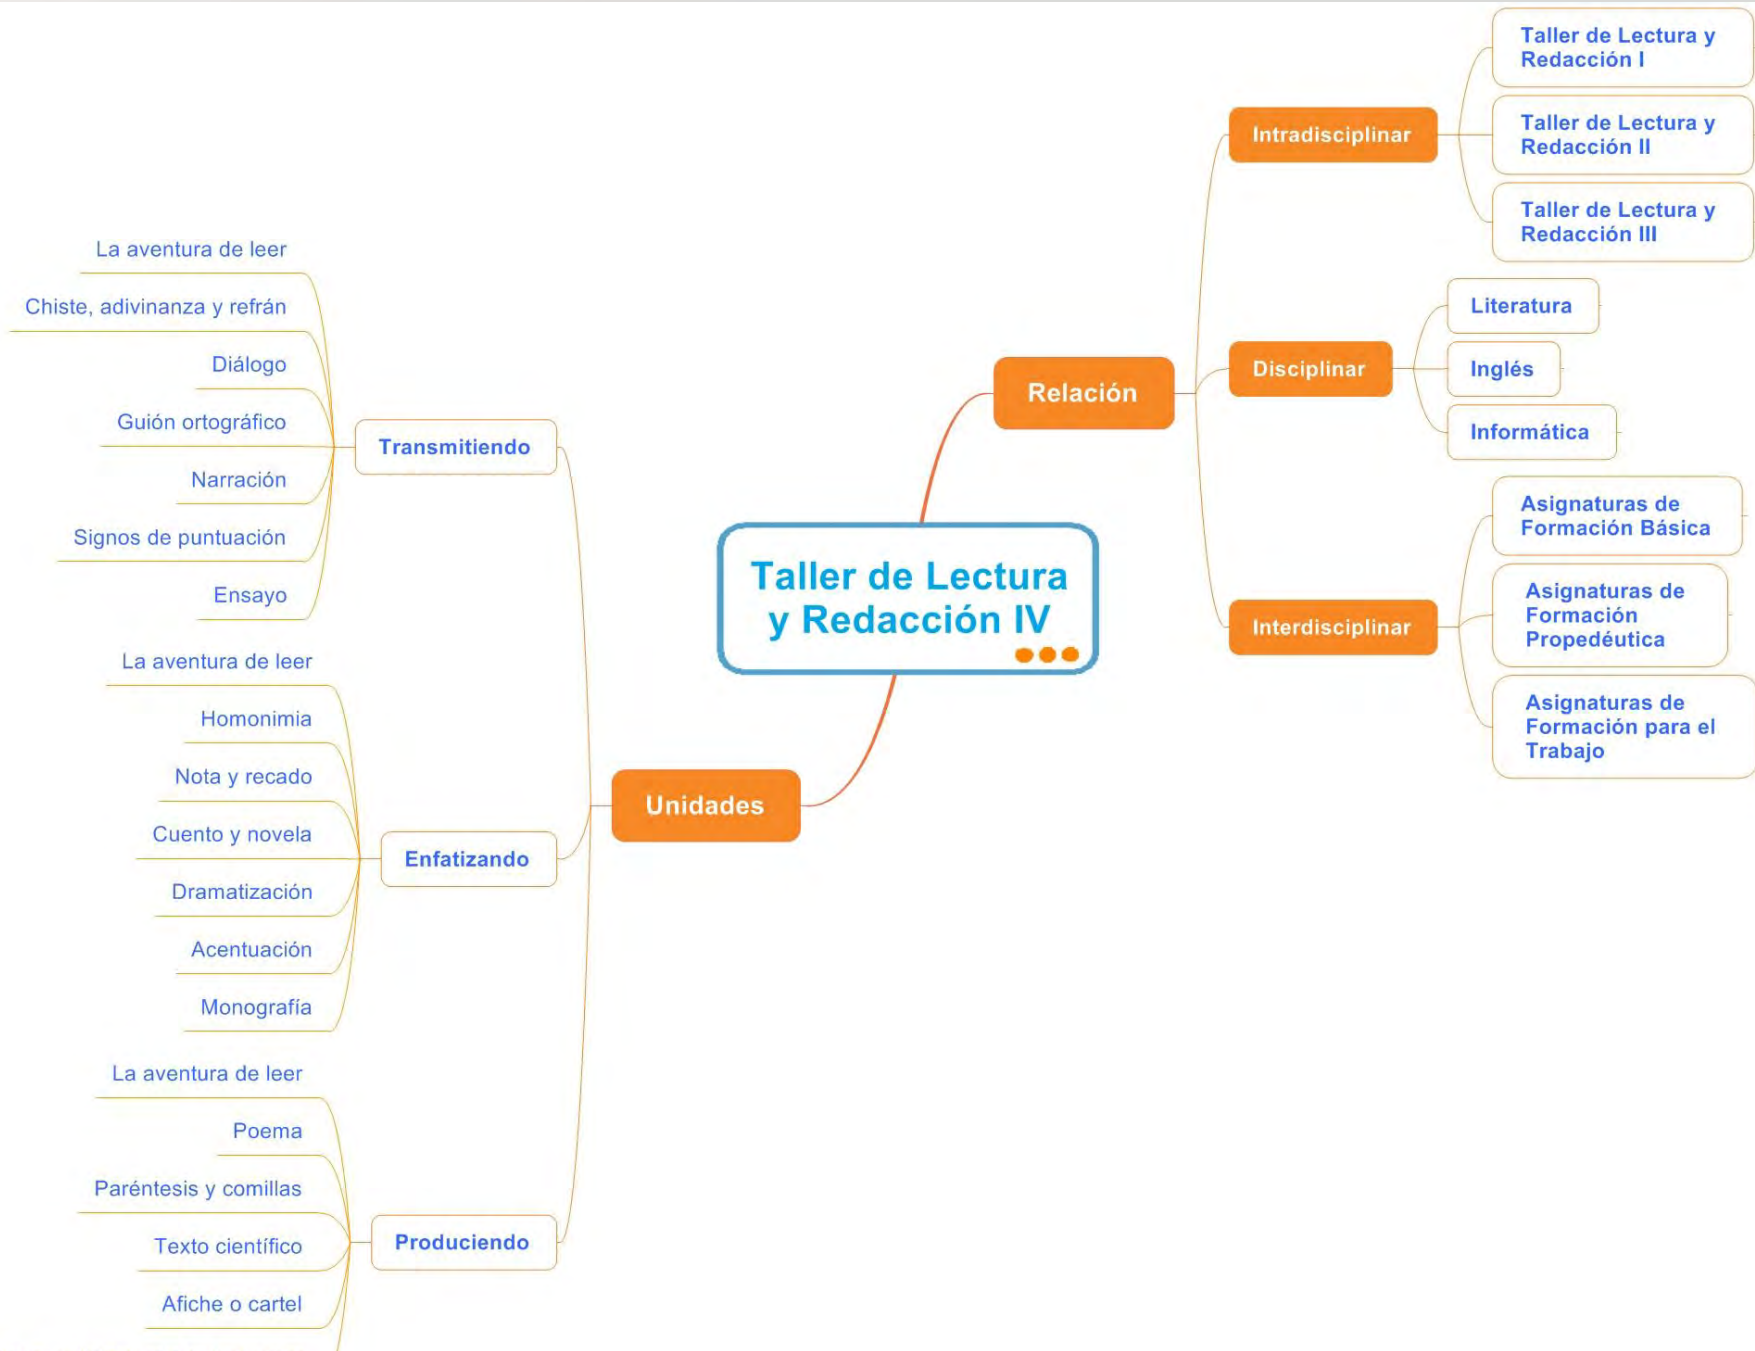 Taller de Lectura
y Redacción IV
Relación
Intradisciplinar
Taller de Lectura y
Redacción I
Taller de Lectura y
Redacción II
Taller de Lectura y
Redacción III
Disciplinar
Literatura
Inglés
Informática
Interdisciplinar
Asignaturas de
Formación Básica
Asignaturas de
Formación
Propedéutica
Asignaturas de
Formación para el
Trabajo
Unidades
Transmitiendo
La aventura de leer
Chiste, adivinanza y refrán
Diálogo
Guión ortográfico
Narración
Signos de puntuación
Ensayo
Enfatizando
La aventura de leer
Homonimia
Nota y recado
Cuento y novela
Dramatización
Acentuación
Monografía
Produciendo
La aventura de leer
Poema
Paréntesis y comillas
Texto científico
Afiche o cartel